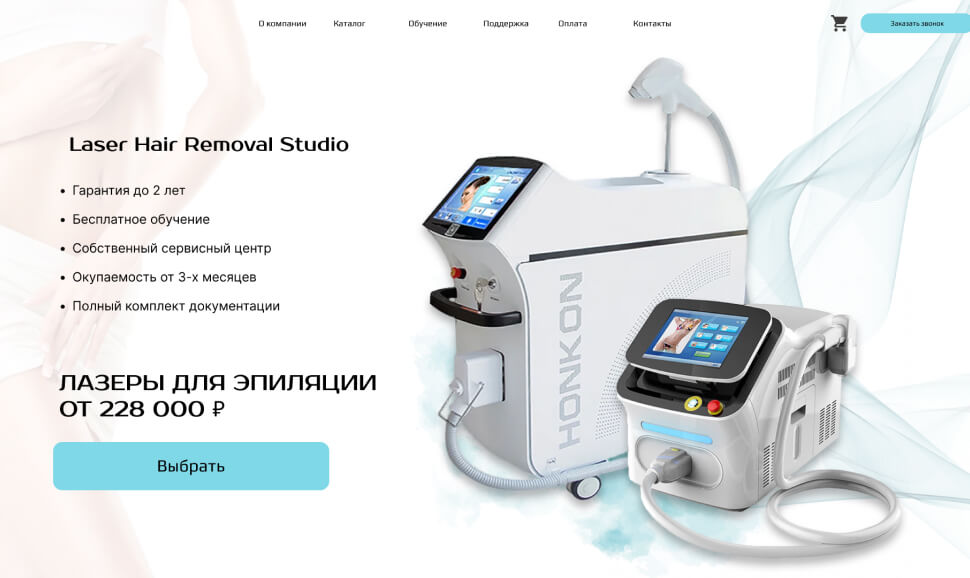 О компании
Каталог
Обучение
Поддержка
Оплата
Контакты
Заказать звонок
Laser Hair Removal Studio
• Гарантия до 2 лет
• Бесплатное обучение
• Собственный сервисный центр
• Окупаемость от 3-х месяцев
• Полный комплект документации
ЛАЗЕРЫ ДЛЯ ЭПИЛЯЦИИ
ОТ 228 000 ₽
Выбрать
HONKON